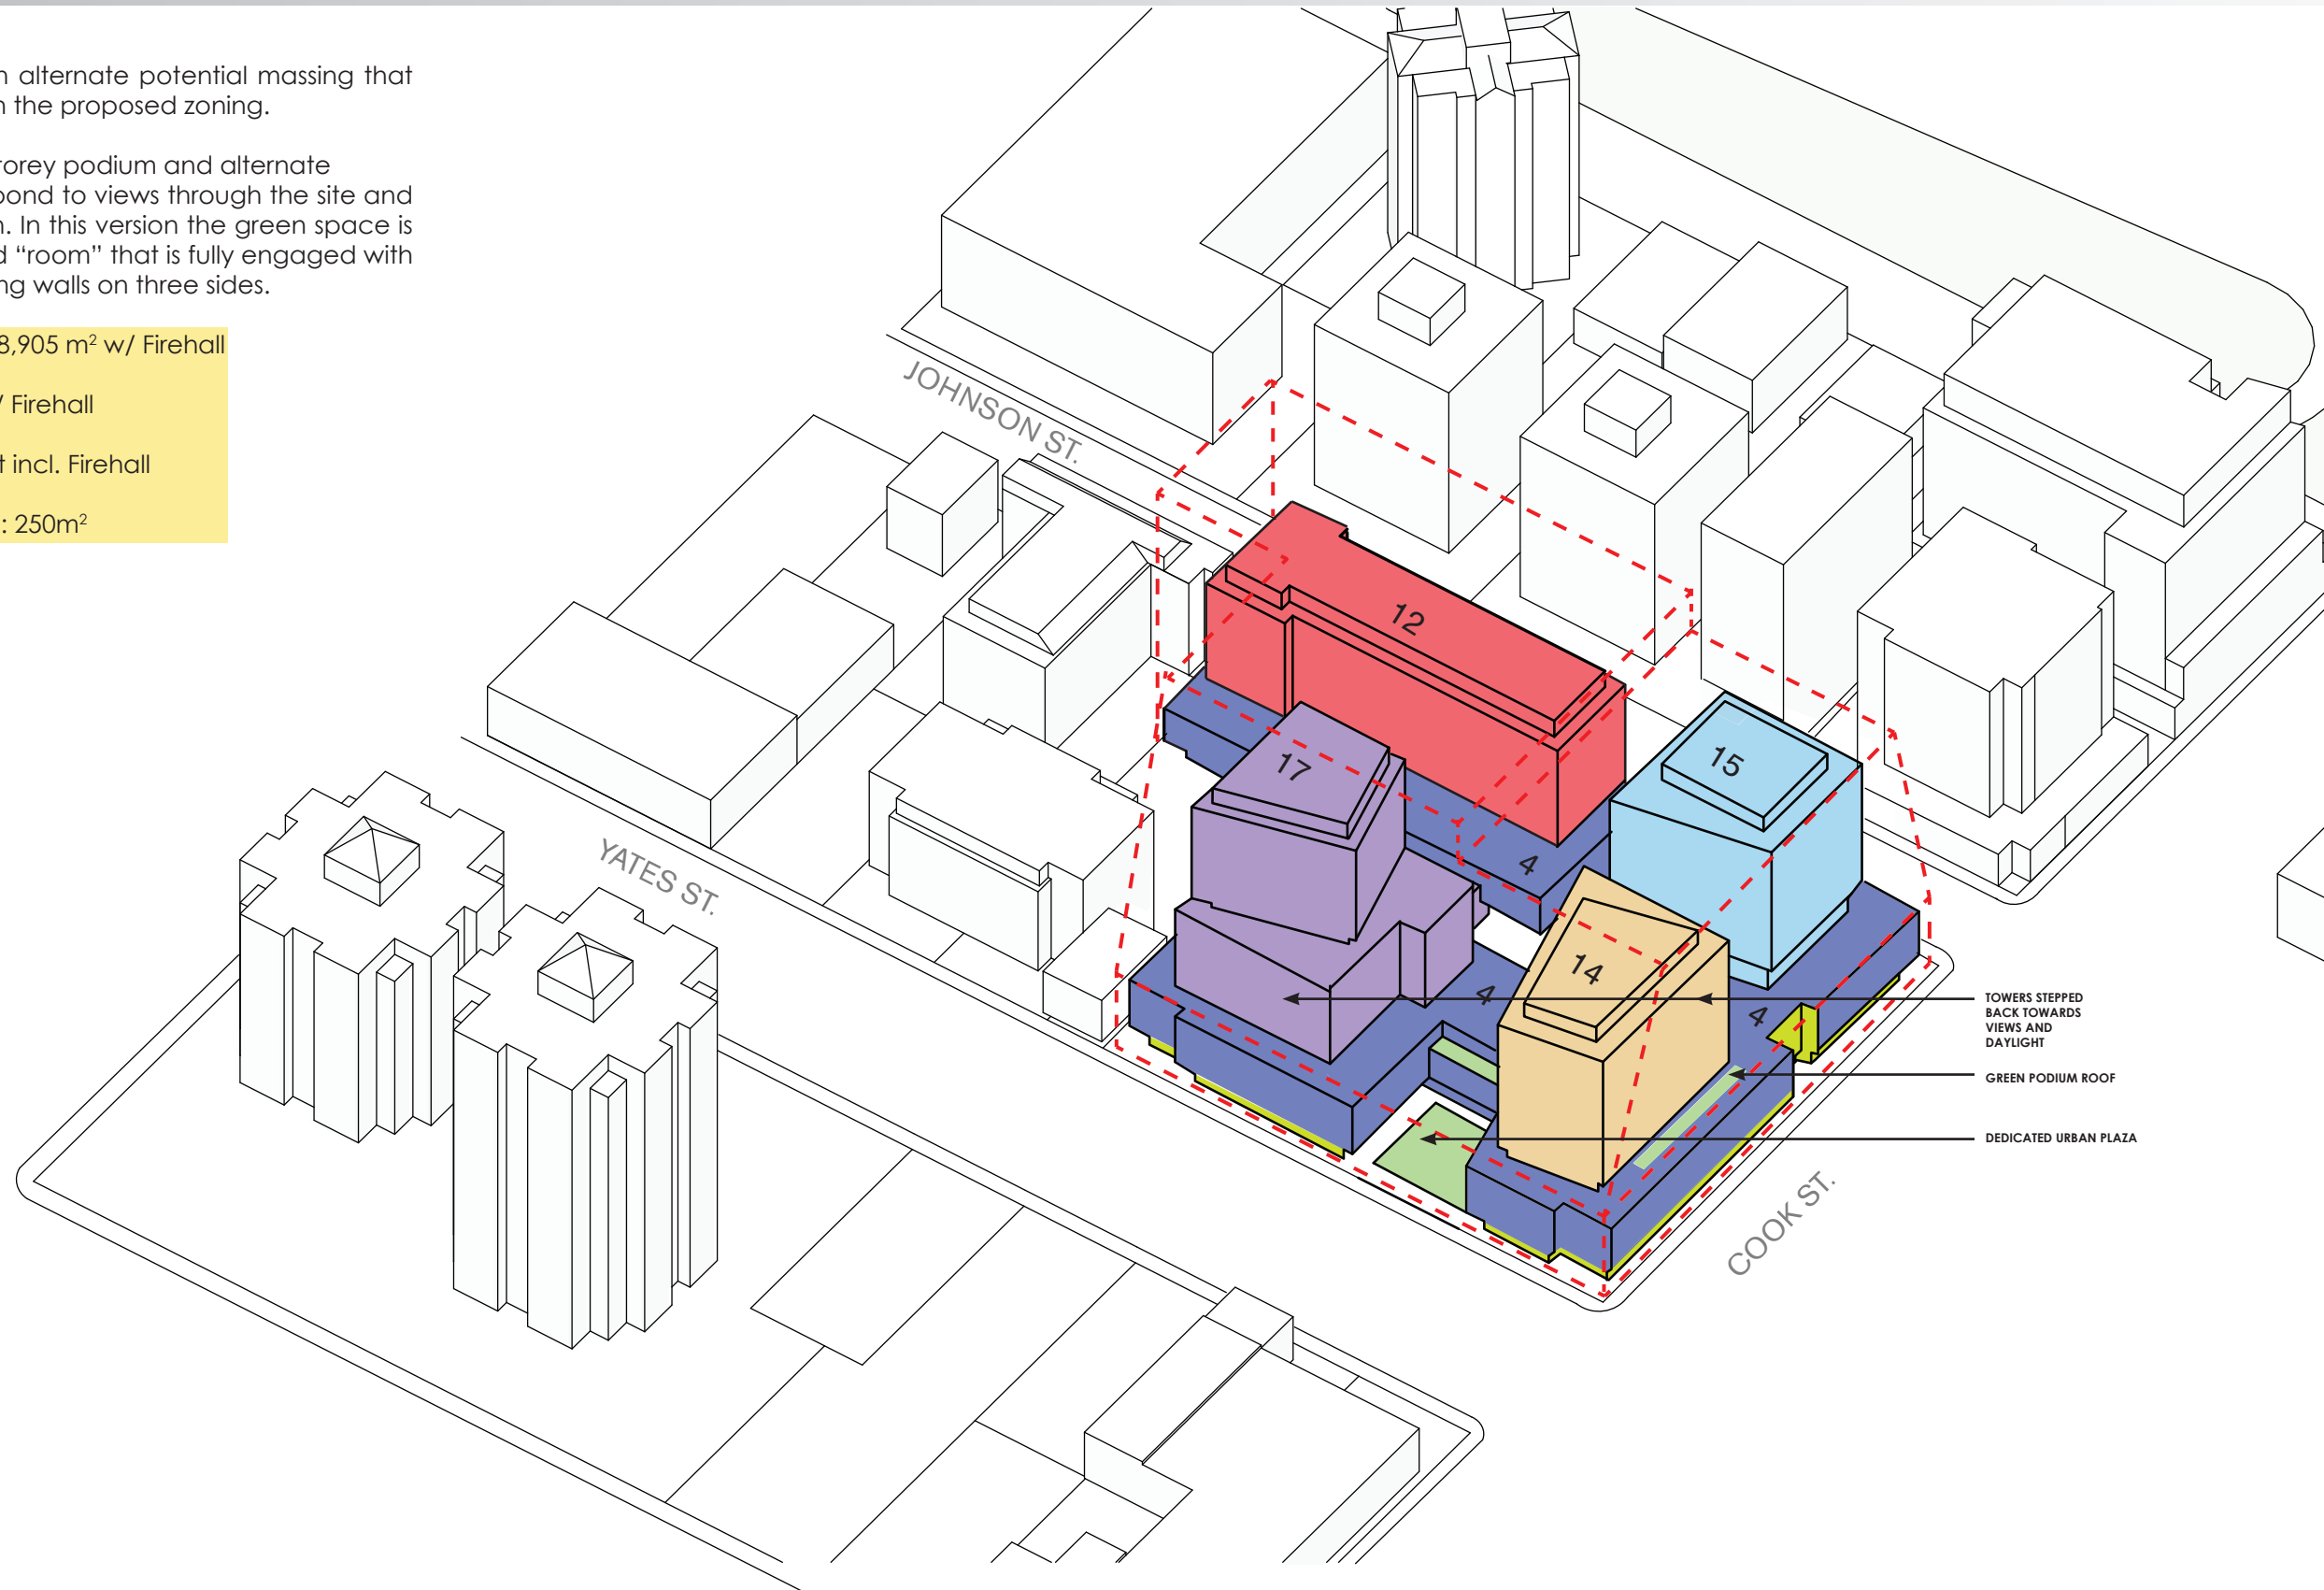 n alternate potential massing that
n the proposed zoning.
orey podium and alternate
ond to views through the site and
n. In this version the green space is
d “room” that is fully engaged with
ng walls on three sides.
8,905 m² w/ Firehall
/ Firehall
t incl. Firehall
: 250m²
JOHNSON ST.
YATES ST.
COOK ST.
12
17
15
14
4
4
4
TOWERS STEPPED
BACK TOWARDS
VIEWS AND
DAYLIGHT
GREEN PODIUM ROOF
DEDICATED URBAN PLAZA